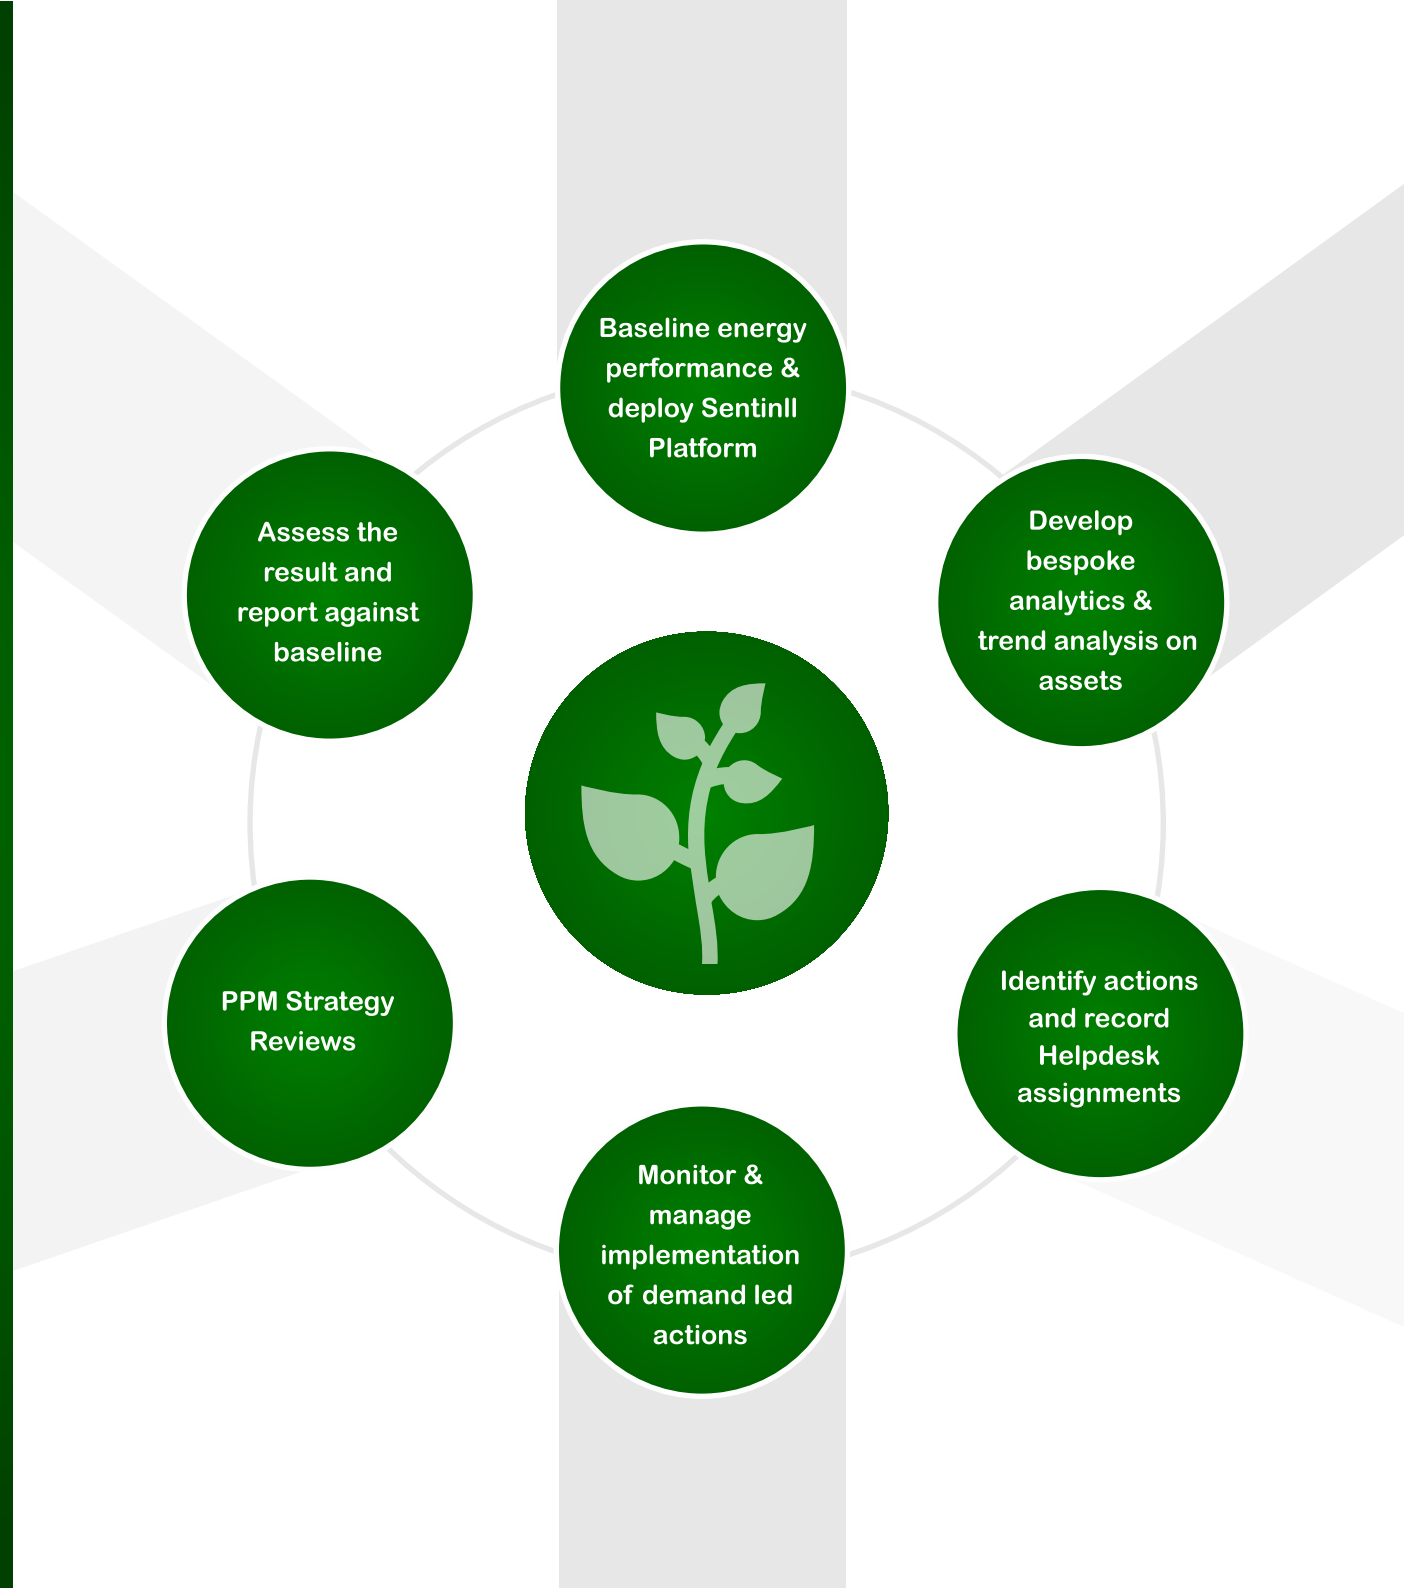 Baseline energy
performance &
deploy Sentinll
Platform
Develop
bespoke
analytics &
trend analysis on
assets
Identify actions
and record
Helpdesk
assignments
Monitor &
manage
implementation
of demand led
actions
PPM Strategy
Reviews
Assess the
result and
report against
baseline